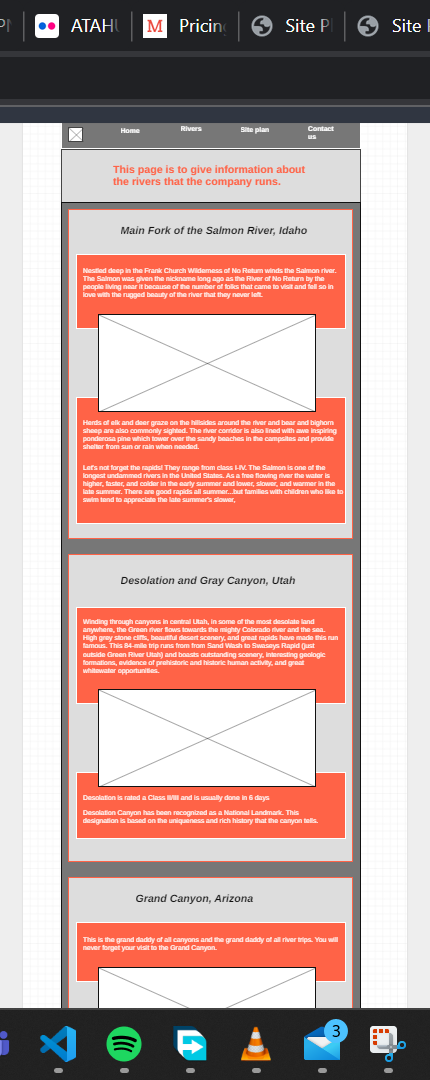 ATAHU
Pricing
Site P
Site
Home
Rivers
Site plan
Contact
us
This page is to give information about
the rivers that the company runs.
Main Fork of the Salmon River, Idaho
Nestled deep in the Frank Church Wilderness of No Return winds the Salmon river.
The Salmon was given the nickname long ago as the River of No Return by the
people living near it because of the number of folks that came to visit and fell so in
love with the rugged beauty of the river that they never left.
Herds of elk and deer graze on the hillsides around the river and bear and bighorn
sheep are also commonly sighted. The river corridor is also lined with awe inspiring
ponderosa pine which tower over the sandy beaches in the campsites and provide
shelter from sun or rain when needed.
Let's not forget the rapids! They range from class I-IV. The Salmon is one of the
longest undammed rivers in the United States. As a free flowing river the water is
higher, faster, and colder in the early summer and lower, slower, and warmer in the
late summer. There are good rapids all summer...but families with children who like to
swim tend to appreciate the late summer's slower,
Desolation and Gray Canyon, Utah
Winding through canyons in central Utah, in some of the most desolate land
anywhere, the Green river flows towards the mighty Colorado river and the sea.
High grey stone cliffs, beautiful desert scenery, and great rapids have made this run
famous. This 84-mile trip runs from from Sand Wash to Swaseys Rapid (just
outside Green River Utah) and boasts outstanding scenery, interesting geologic
formations, evidence of prehistoric and historic human activity, and great
whitewater opportunities.
Desolation is rated a Class II/III and is usually done in 6 days
Desolation Canyon has been recognized as a National Landmark. This
designation is based on the uniqueness and rich history that the canyon tells.
Grand Canyon, Arizona
This is the grand daddy of all canyons and the grand daddy of all river trips. You will
never forget your visit to the Grand Canyon.
3